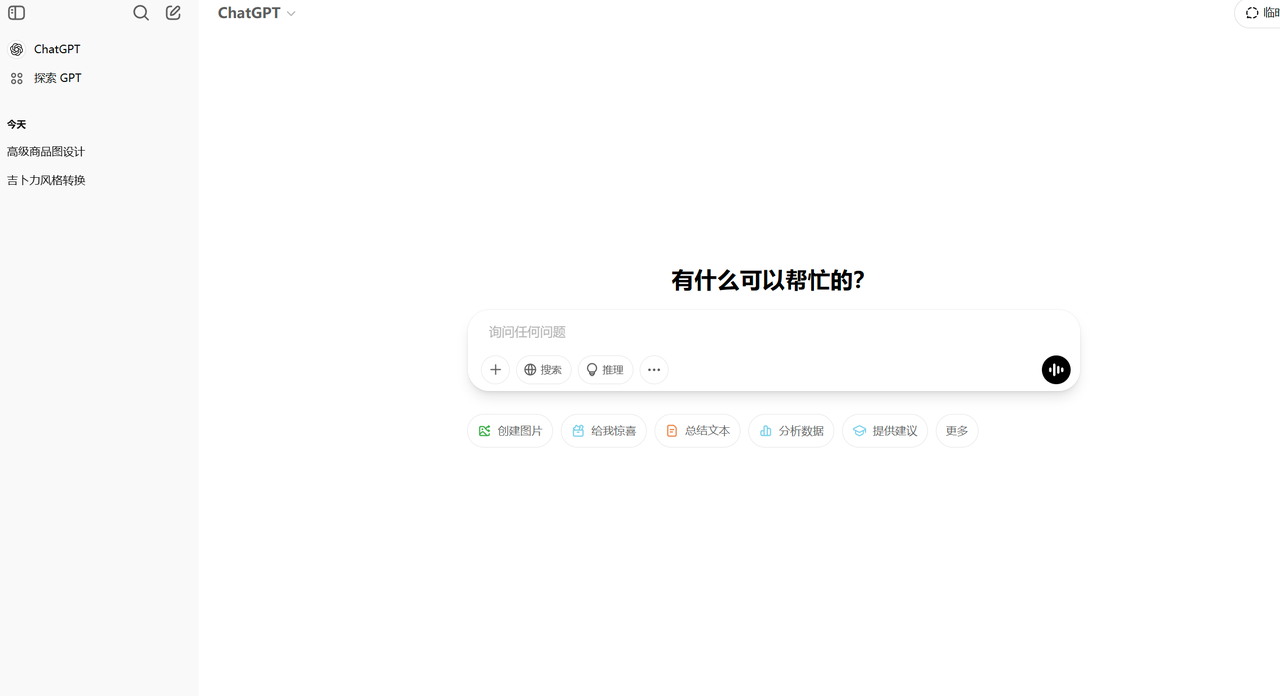 ChatGPT
探索 GPT
今天
高级商品图设计
吉卜力风格转换
ChatGPT
临时
有什么可以帮忙的？
询问任何问题
搜索
推理
创建图片
给我惊喜
总结文本
分析数据
提供建议
更多